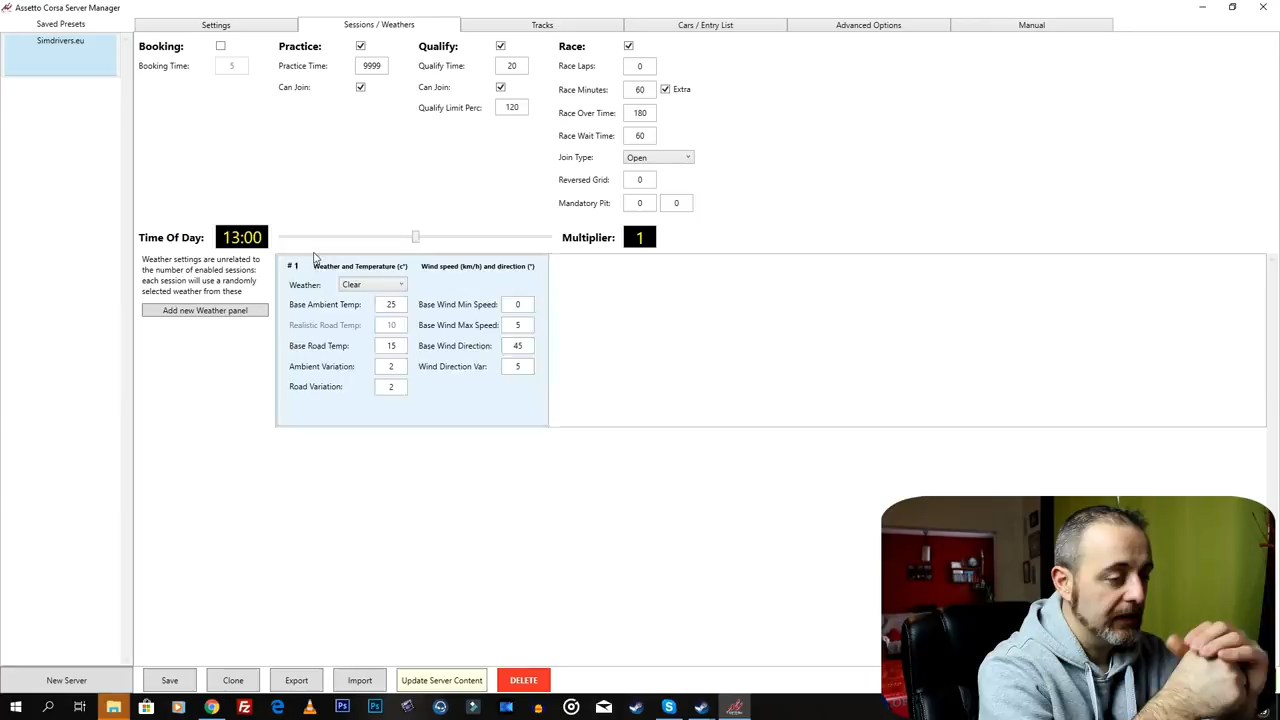 Assetto Corsa Server Manager
Saved Presets
Settings
Sessions / Weathers
Tracks
Cars / Entry List
Advanced Options
Manual
Simdrivers.eu
Booking:
Practice:
Qualify:
Race:
Booking Time: 5
Practice Time: 9999
Qualify Time: 20
Race Laps: 0
Can Join:
Can Join:
Race Minutes: 60 Extra
Qualify Limit Perc: 120
Race Over Time: 180
Race Wait Time: 60
Join Type: Open
Reversed Grid: 0
Mandatory Pit: 0 0
Time Of Day: 13:00
Multiplier: 1
Weather settings are unrelated to
the number of enabled sessions:
each session will use a randomly
selected weather from these
Add new Weather panel
# 1 Weather and Temperature (c°) Wind speed (km/h) and direction (°)
Weather: Clear
Base Ambient Temp: 25 Base Wind Min Speed: 0
Realistic Road Temp: 10 Base Wind Max Speed: 5
Base Road Temp: 15 Base Wind Direction: 45
Ambient Variation: 2 Wind Direction Var: 5
Road Variation: 2
New Server
Save
Clone
Export
Import
Update Server Content
DELETE